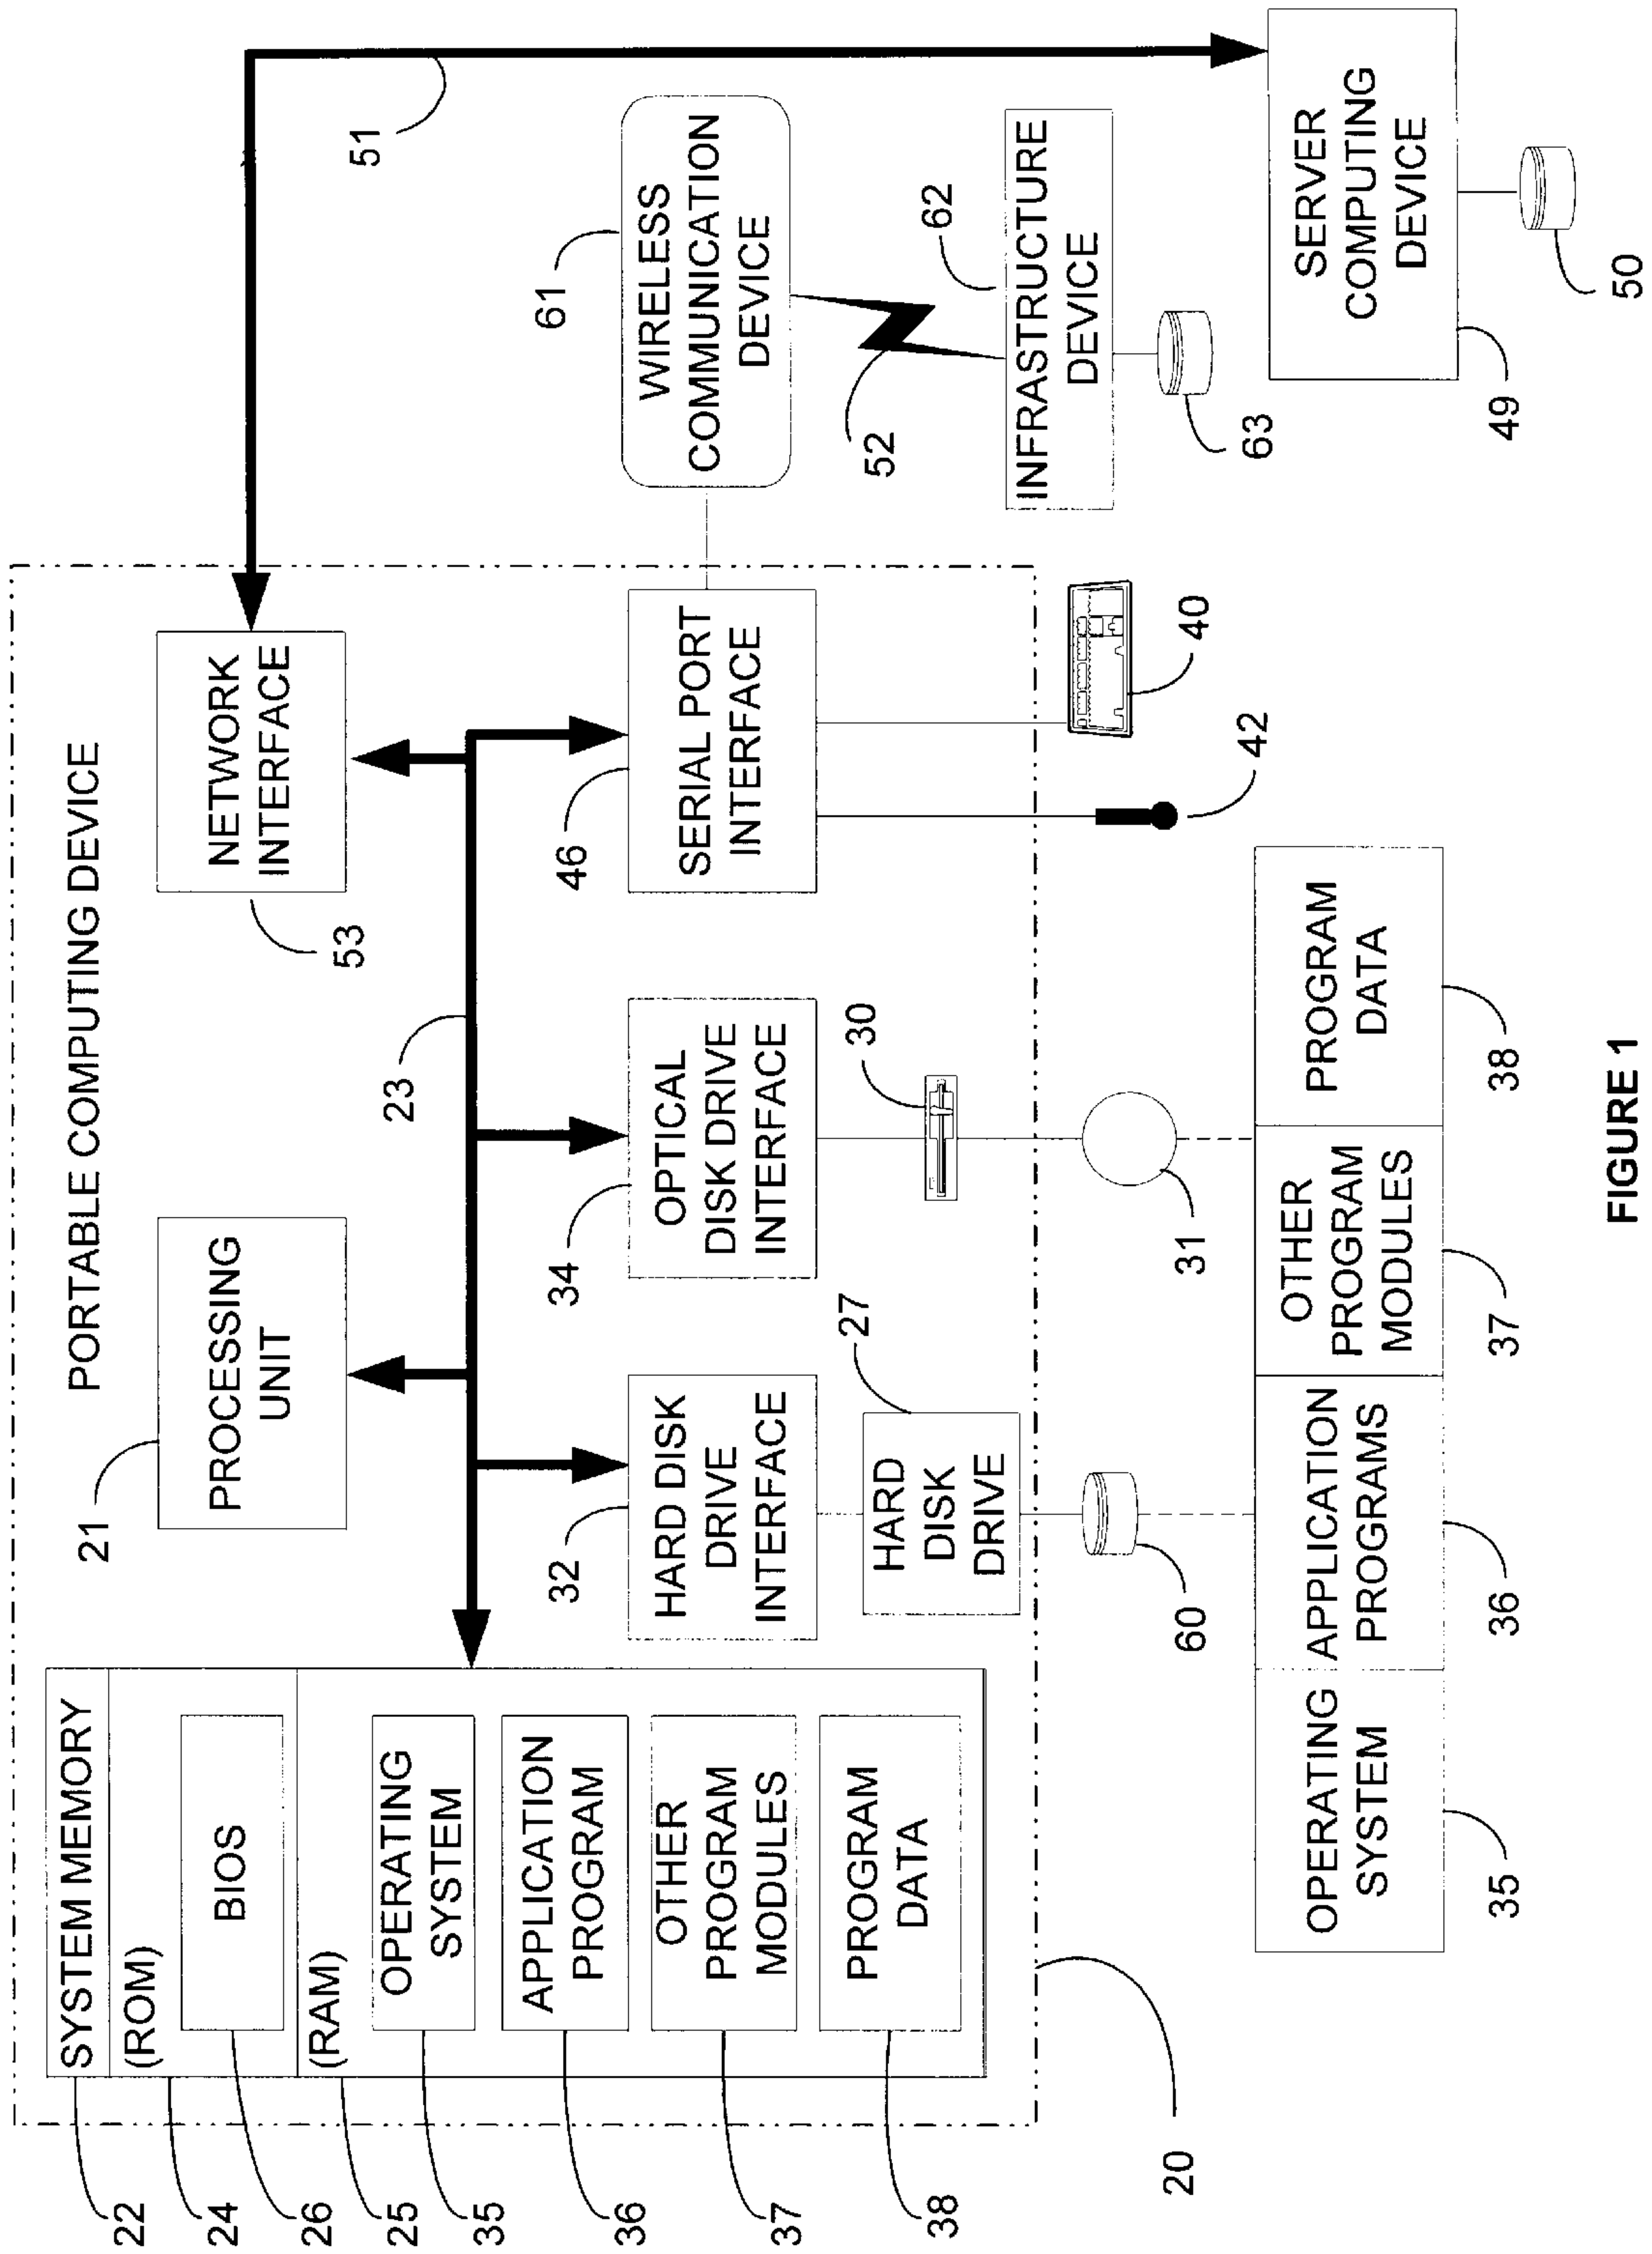 PORTABLE COMPUTING DEVICE
22
SYSTEM MEMORY
24
(ROM)
26
BIOS
25
(RAM)
35
OPERATING
SYSTEM
36
APPLICATION
PROGRAM
37
OTHER
PROGRAM
MODULES
38
PROGRAM
DATA
20
21
PROCESSING
UNIT
53
NETWORK
INTERFACE
23
51
32
HARD DISK
DRIVE
INTERFACE
34
OPTICAL
DISK DRIVE
INTERFACE
46
SERIAL PORT
INTERFACE
61
WIRELESS
COMMUNICATION
DEVICE
27
HARD
DISK
DRIVE
30
52
62
INFRASTRUCTURE
DEVICE
63
60
31
42
40
OPERATING
SYSTEM
35
APPLICATION
PROGRAMS
36
OTHER
PROGRAM
MODULES
37
PROGRAM
DATA
38
SERVER
COMPUTING
DEVICE
49
50
FIGURE 1